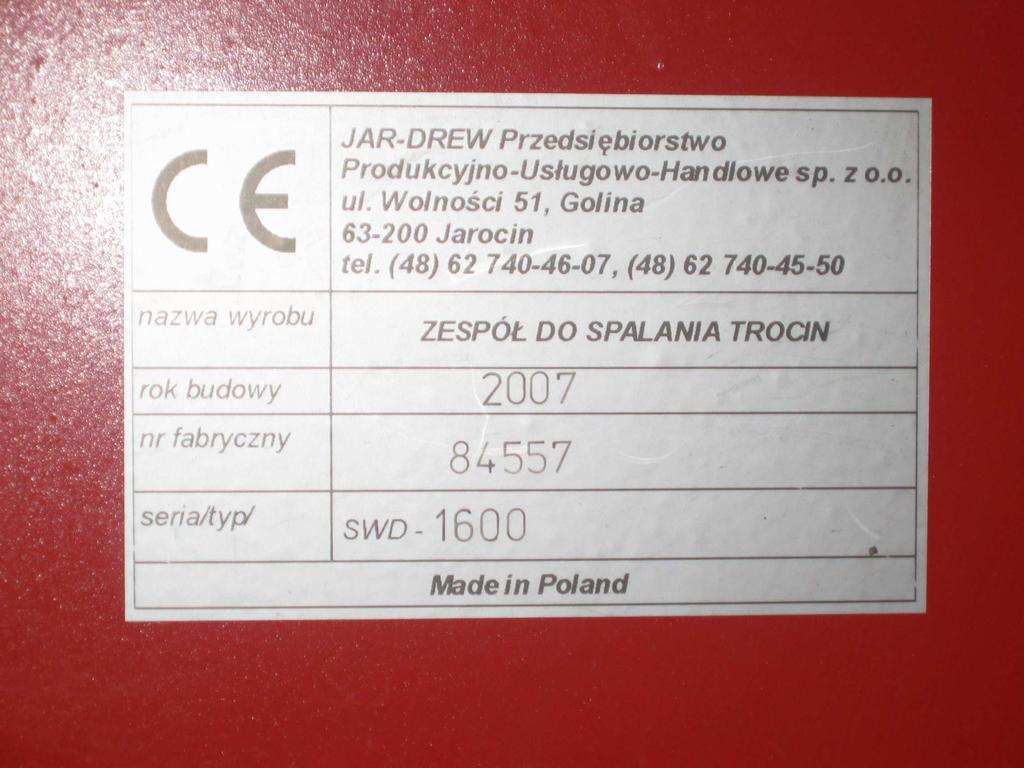 CE
JAR-DREW Przedsiębiorstwo
Produkcyjno-Usługowo-Handlowe sp. z o.o.
ul. Wolności 51, Golina
63-200 Jarocin
tel. (48) 62 740-46-07, (48) 62 740-45-50
nazwa wyrobu ZESPÓŁ DO SPALANIA TROCIN
rok budowy 2007
nr fabryczny 84557
seria/typ/ SWD - 1600
Made in Poland